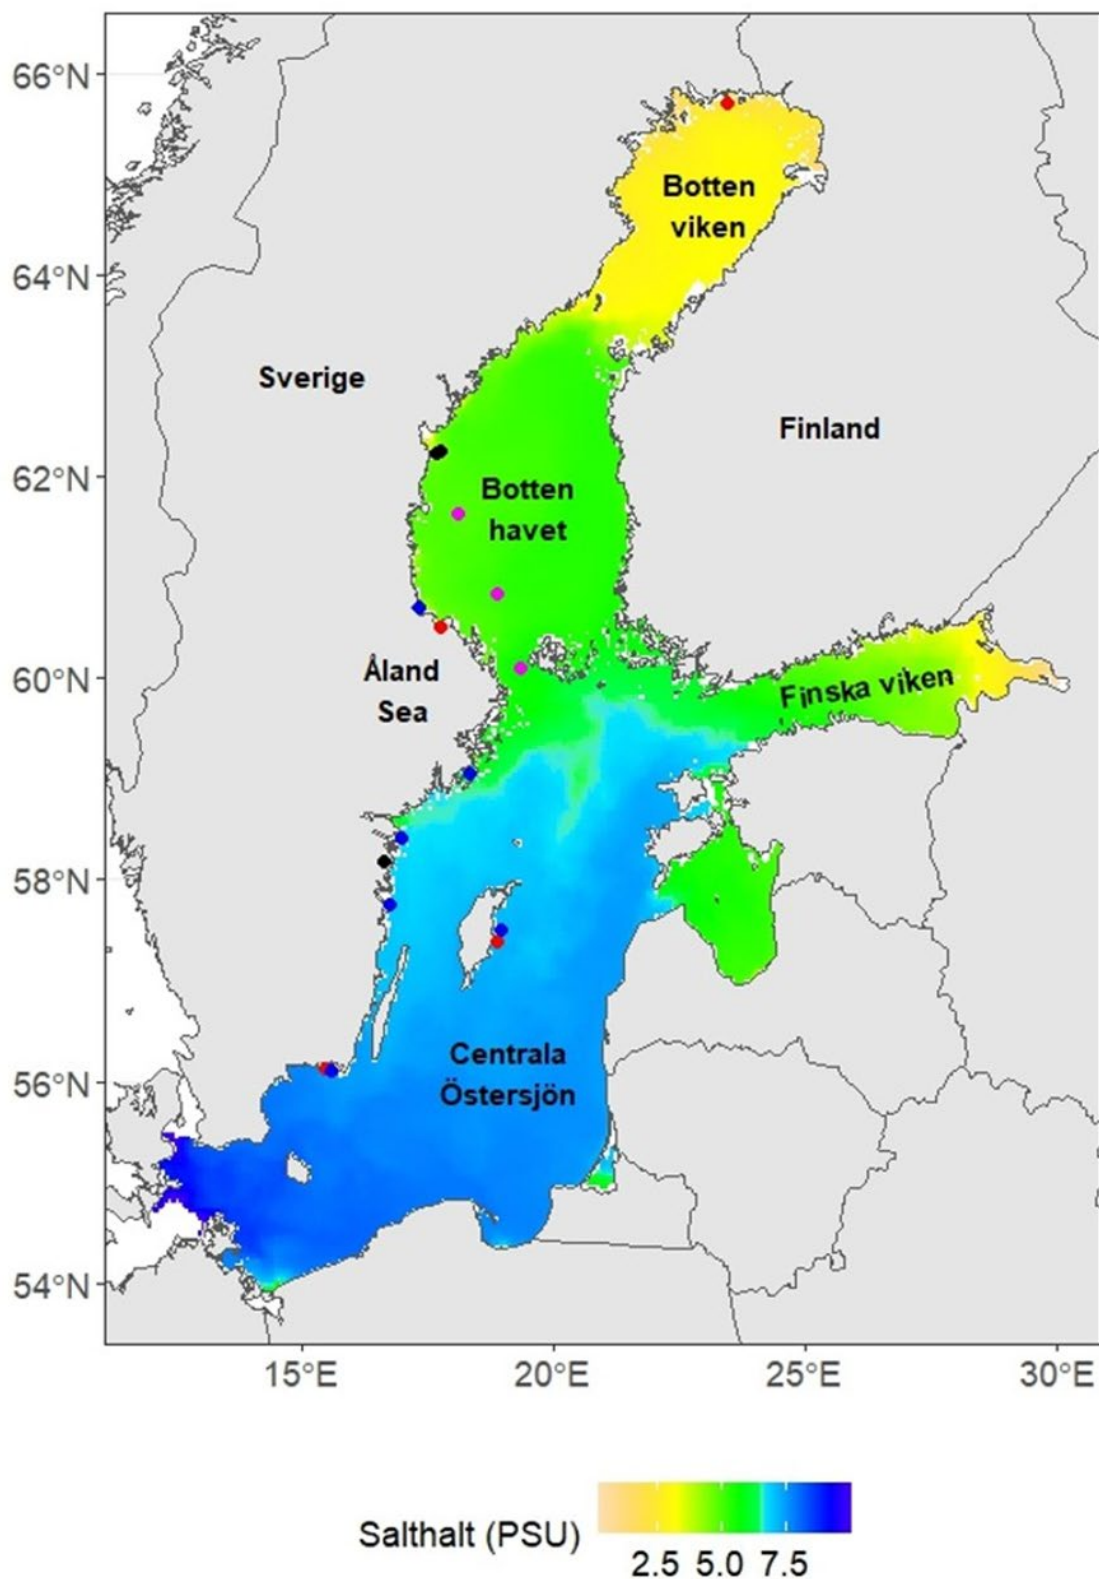 66°N
Botten
viken
64°N
Sverige
Finland
62°N
Botten
havet
60°N
Åland
Sea
Finska viken
58°N
56°N
Centrala
Östersjön
54°N
15°E 20°E 25°E 30°E
Salthalt (PSU)
2.5 5.0 7.5